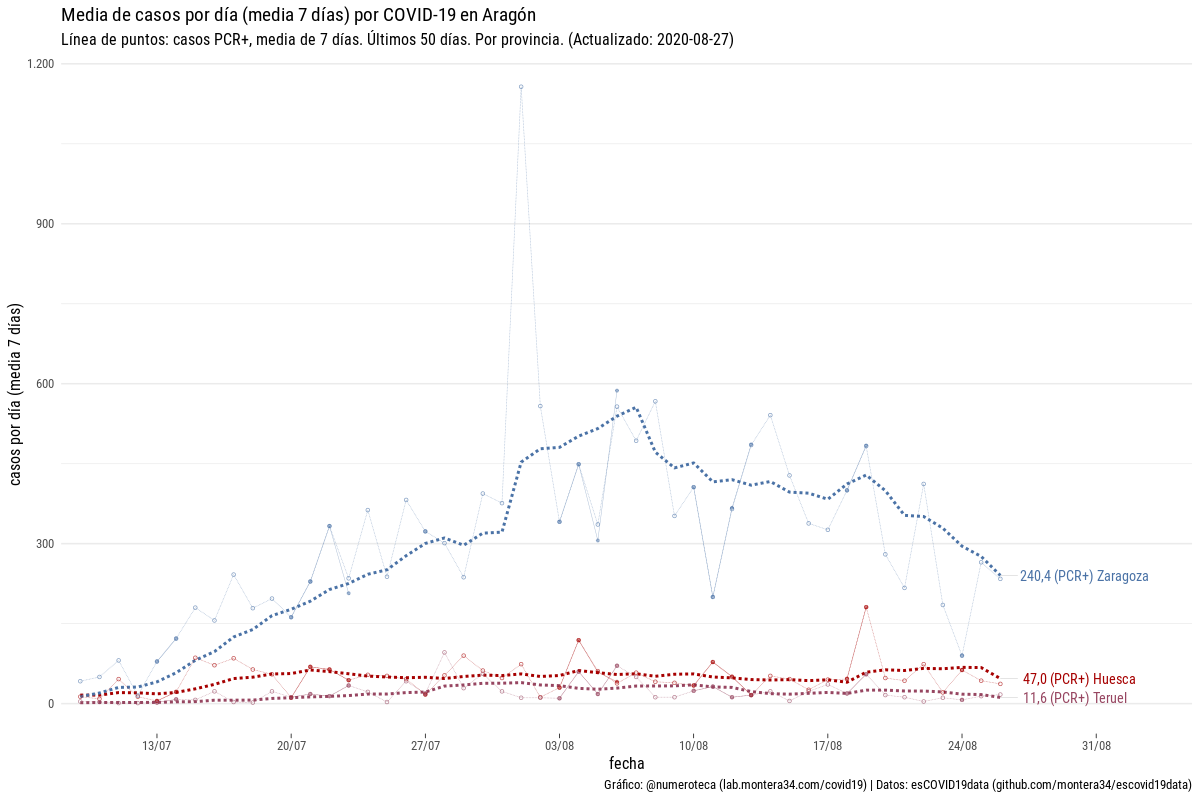 Media de casos por día (media 7 días) por COVID-19 en Aragón
Línea de puntos: casos PCR+, media de 7 días. Últimos 50 días. Por provincia. (Actualizado: 2020-08-27)
casos por día (media 7 días)
1.200
900
600
300
0
240,4 (PCR+) Zaragoza
47,0 (PCR+) Huesca
11,6 (PCR+) Teruel
13/07 20/07 27/07 03/08 10/08 17/08 24/08 31/08
fecha
Gráfico: @numeroteca (lab.montera34.com/covid19) | Datos: esCOVID19data (github.com/montera34/escovid19data)